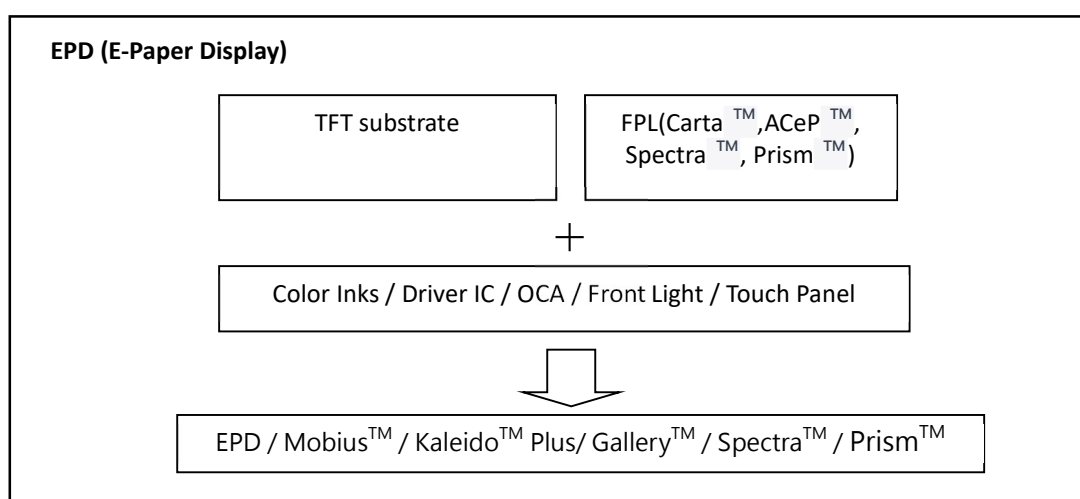 EPD (E-Paper Display)
TFT substrate
FPL(Carta ™,ACeP ™,
Spectra ™, Prism ™)
+
Color Inks / Driver IC / OCA / Front Light / Touch Panel
EPD / Mobius™ / Kaleido™ Plus/ Gallery™ / Spectra™ / Prism™